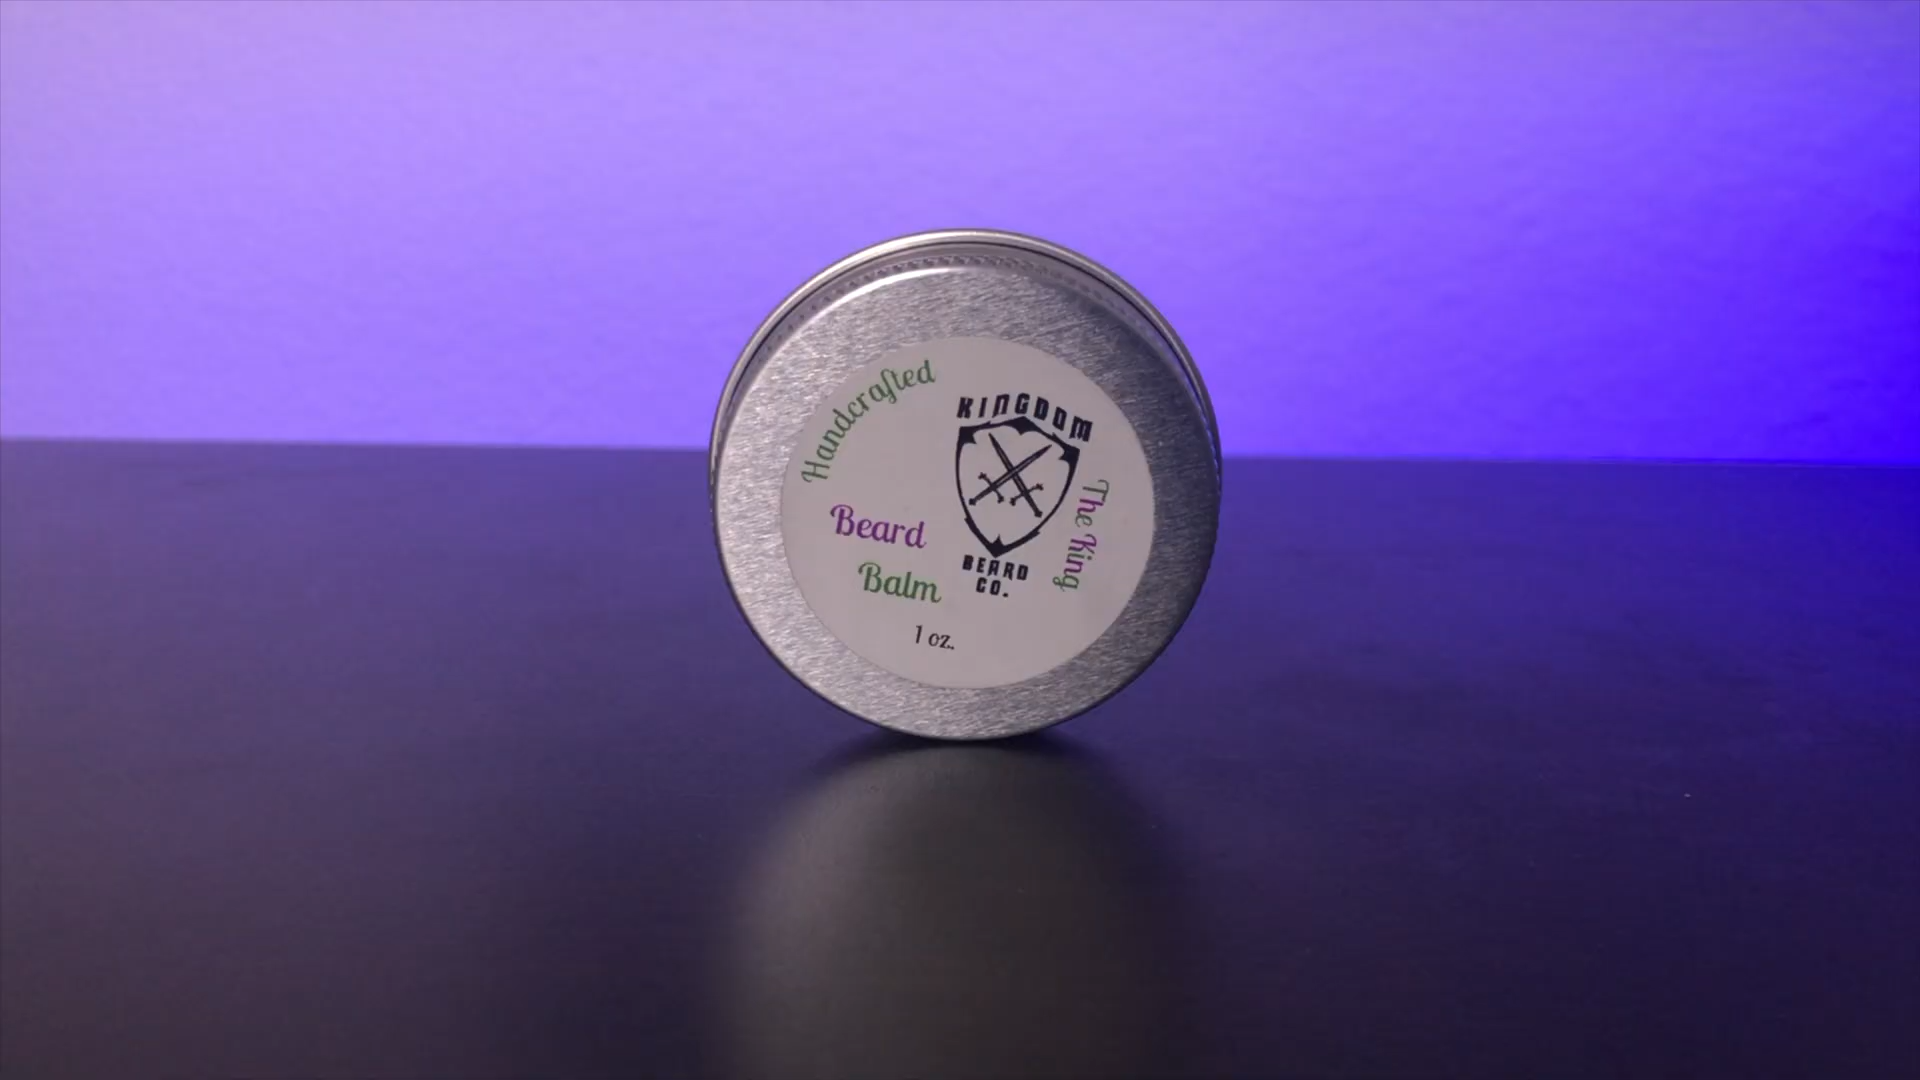 Handcrafted
KINGDOM
BEARD
CO.
The King
Beard
Balm
1 oz.